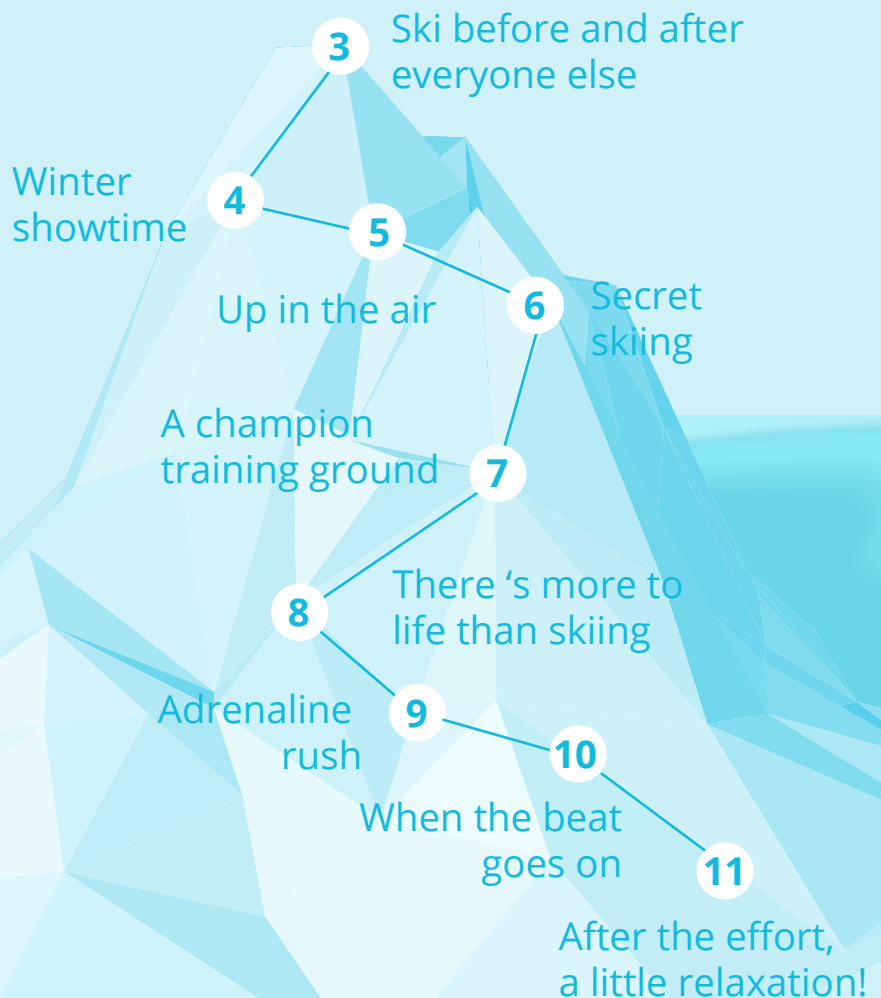 3
Ski before and after
everyone else
4
Winter
showtime
5
Up in the air
6
Secret
skiing
7
A champion
training ground
8
There ‘s more to
life than skiing
9
Adrenaline
rush
10
When the beat
goes on
11
After the effort,
a little relaxation!